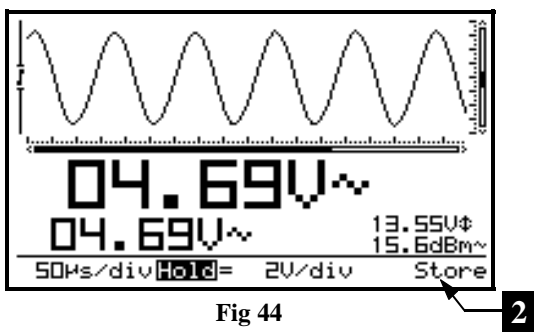 04.69V~
04.69V~
13.55V⇕
15.6dBm~
50µs/div Hold= 2V/div Store
2
Fig 44